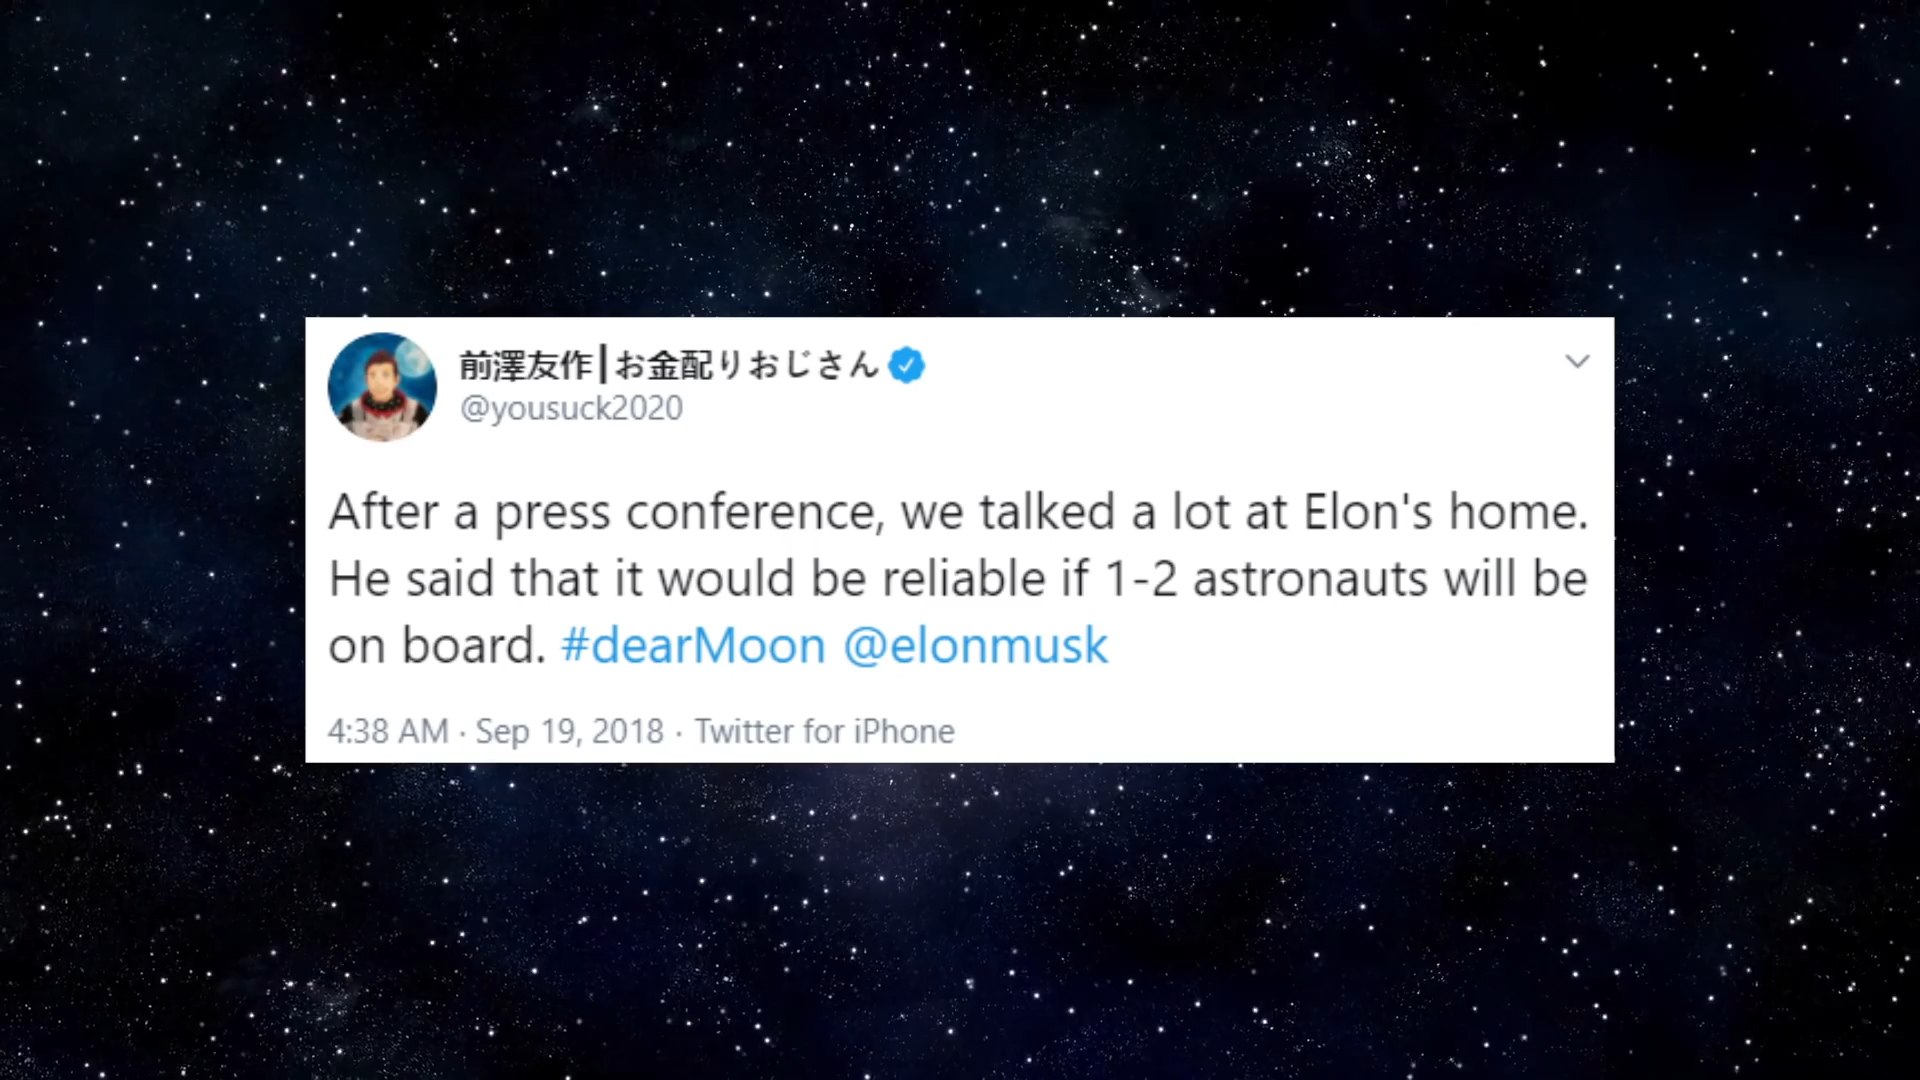 前澤友作┃お金配りおじさん
@yousuck2020
After a press conference, we talked a lot at Elon's home.
He said that it would be reliable if 1-2 astronauts will be
on board. #dearMoon @elonmusk
4:38 AM · Sep 19, 2018 · Twitter for iPhone